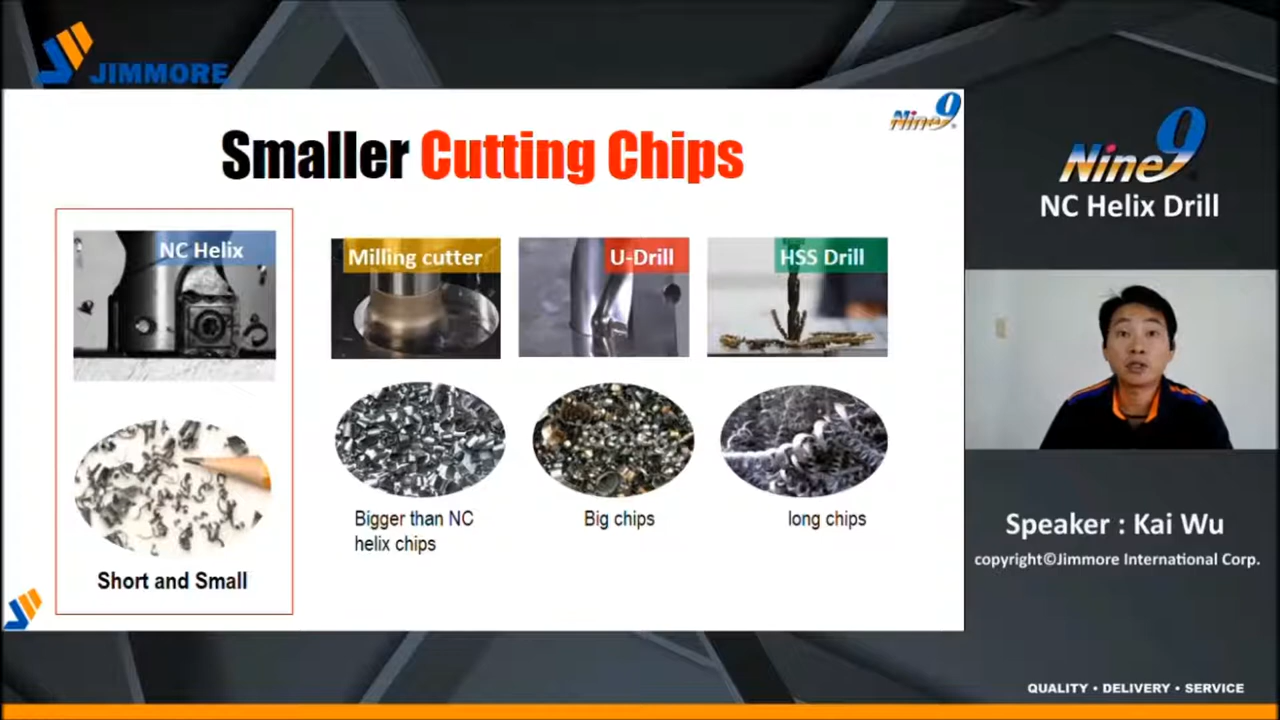 JIMMORE
Nine9
Smaller Cutting Chips
NC Helix
Milling cutter
U-Drill
HSS Drill
Bigger than NC
helix chips
Big chips
long chips
Short and Small
Nine9
NC Helix Drill
Speaker : Kai Wu
copyright©Jimmore International Corp.
QUALITY • DELIVERY • SERVICE